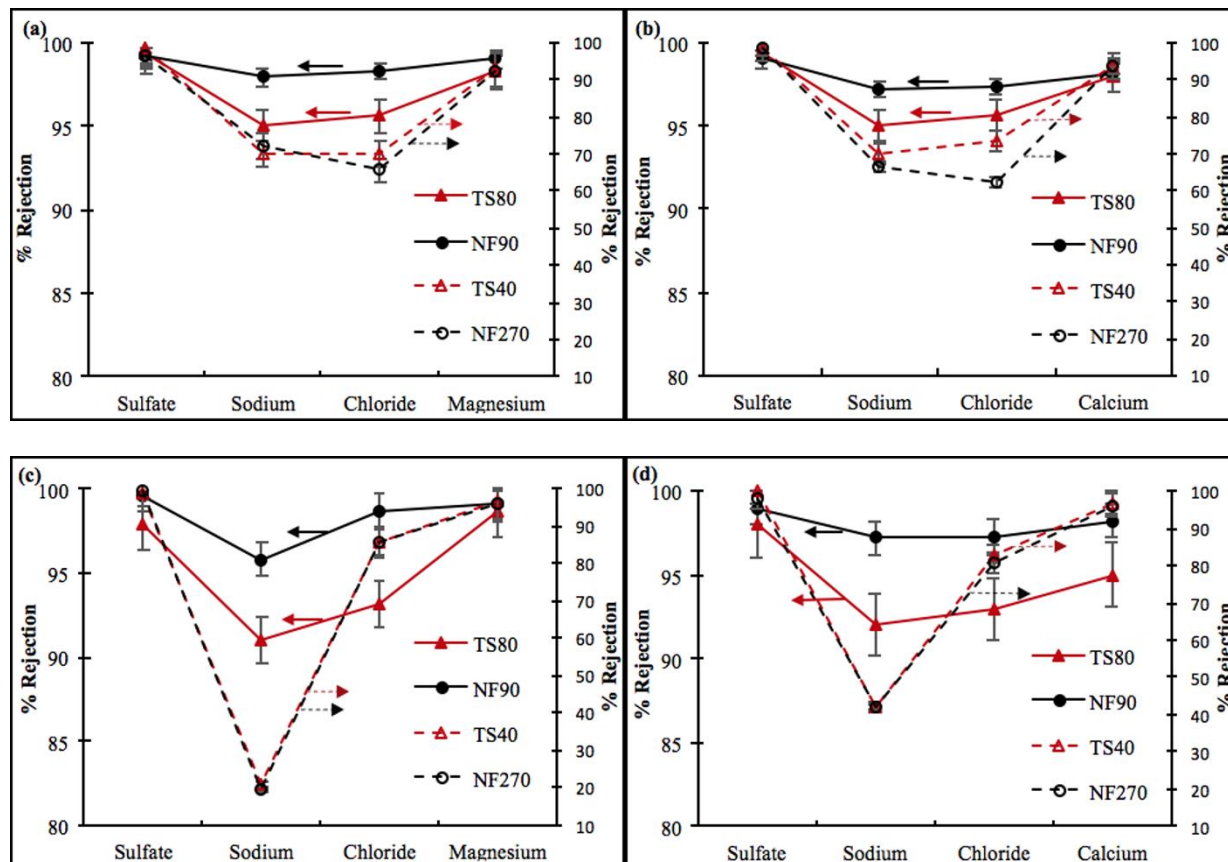 (a)
100
95
90
85
80
% Rejection
100
90
80
70
60
50
40
30
20
10
% Rejection
TS80
NF90
TS40
NF270
Sulfate Sodium Chloride Magnesium
(b)
100
95
90
85
80
% Rejection
100
90
80
70
60
50
40
30
20
10
% Rejection
TS80
NF90
TS40
NF270
Sulfate Sodium Chloride Calcium
(c)
100
95
90
85
80
% Rejection
100
90
80
70
60
50
40
30
20
10
% Rejection
TS80
NF90
TS40
NF270
Sulfate Sodium Chloride Magnesium
(d)
100
95
90
85
80
% Rejection
100
90
80
70
60
50
40
30
20
10
% Rejection
TS80
NF90
TS40
NF270
Sulfate Sodium Chloride Calcium